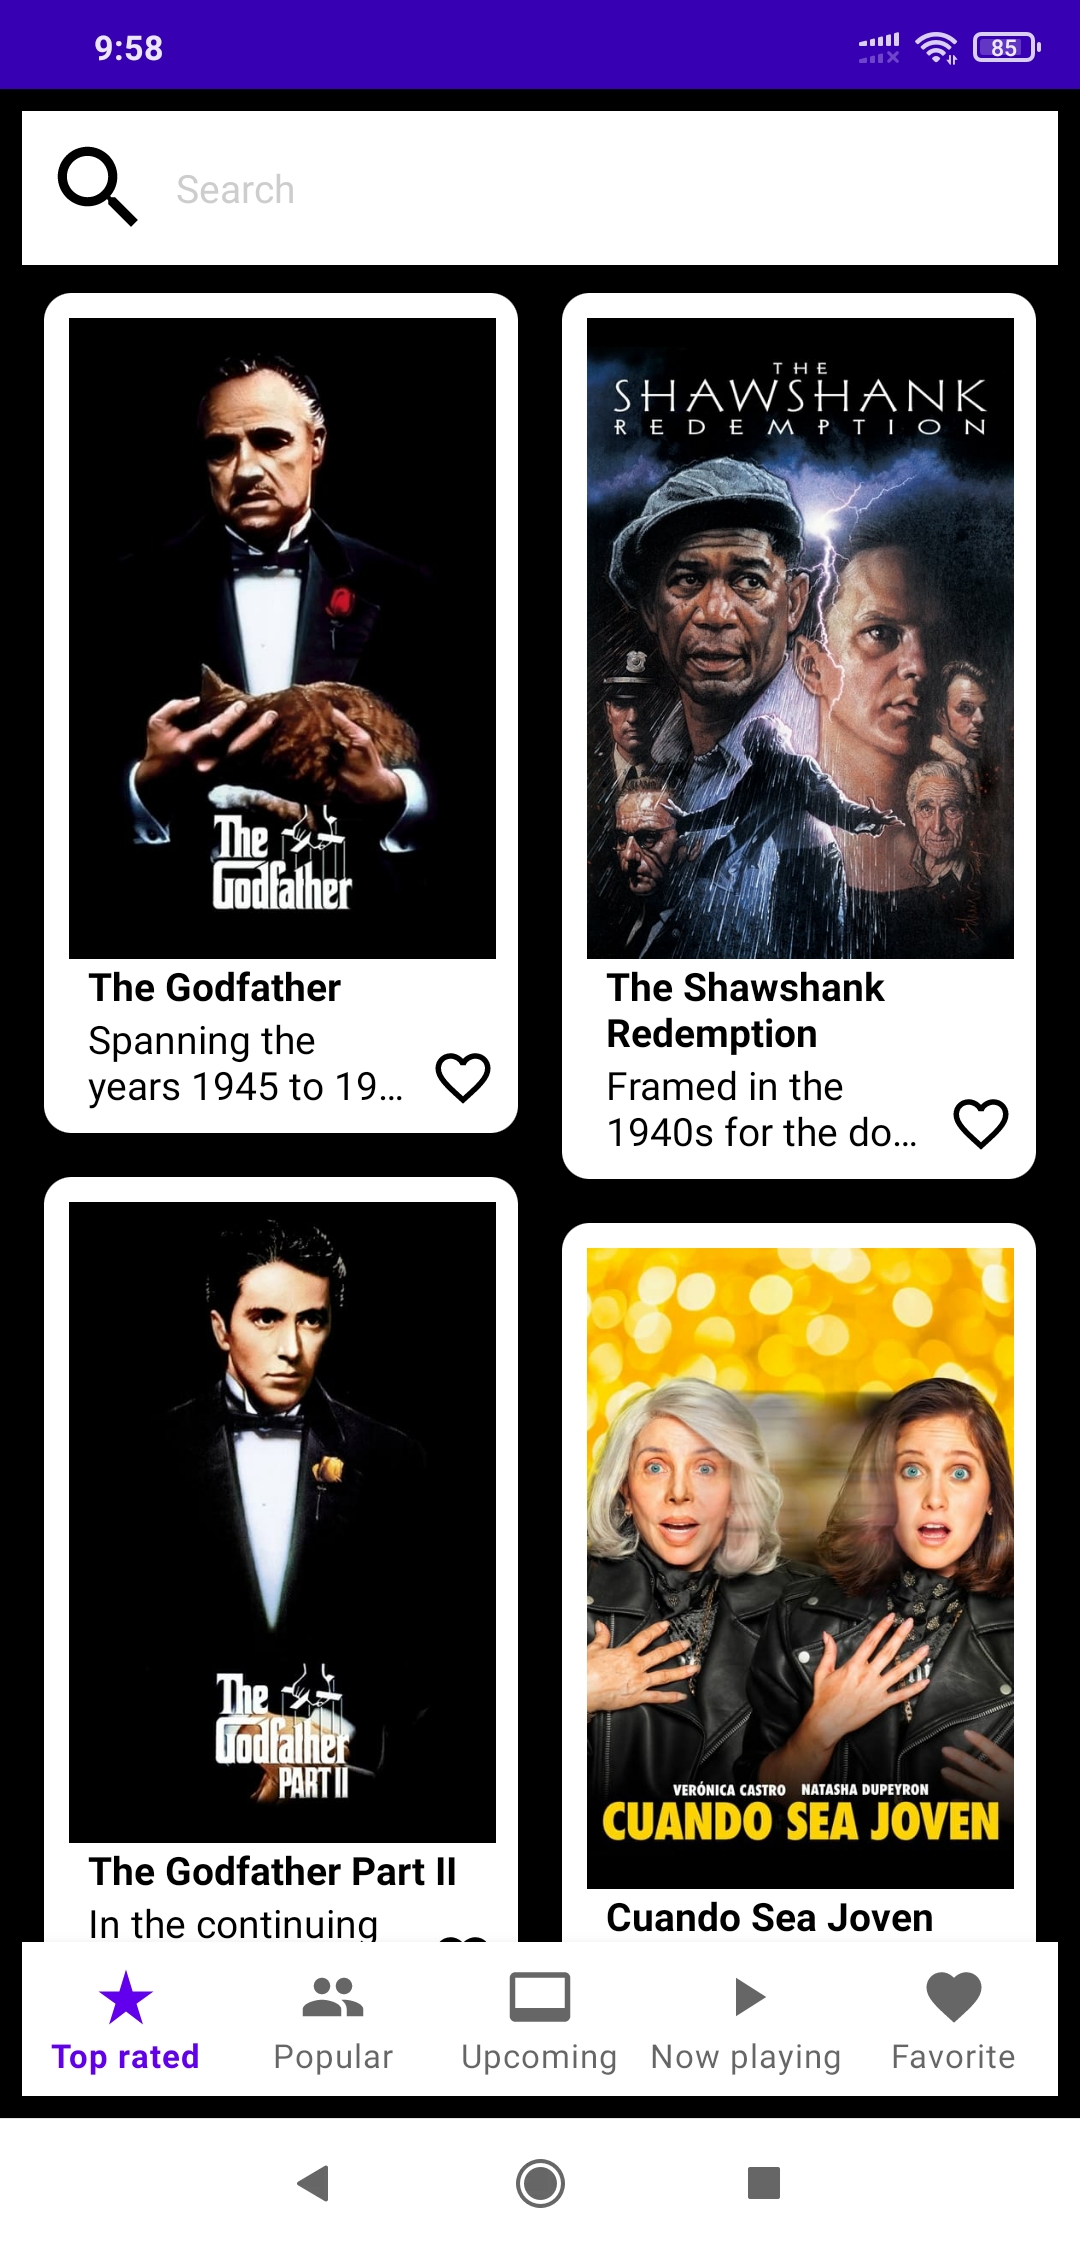 9:58
85
Search
The
Godfather
The Godfather
Spanning the
years 1945 to 19...
THE
SHAWSHANK
REDEMPTION
The Shawshank
Redemption
Framed in the
1940s for the do...
The
Godfather
PART II
The Godfather Part II
In the continuing
VERÓNICA CASTRO NATASHA DUPEYRON
CUANDO SEA JOVEN
Cuando Sea Joven
Top rated
Popular
Upcoming
Now playing
Favorite